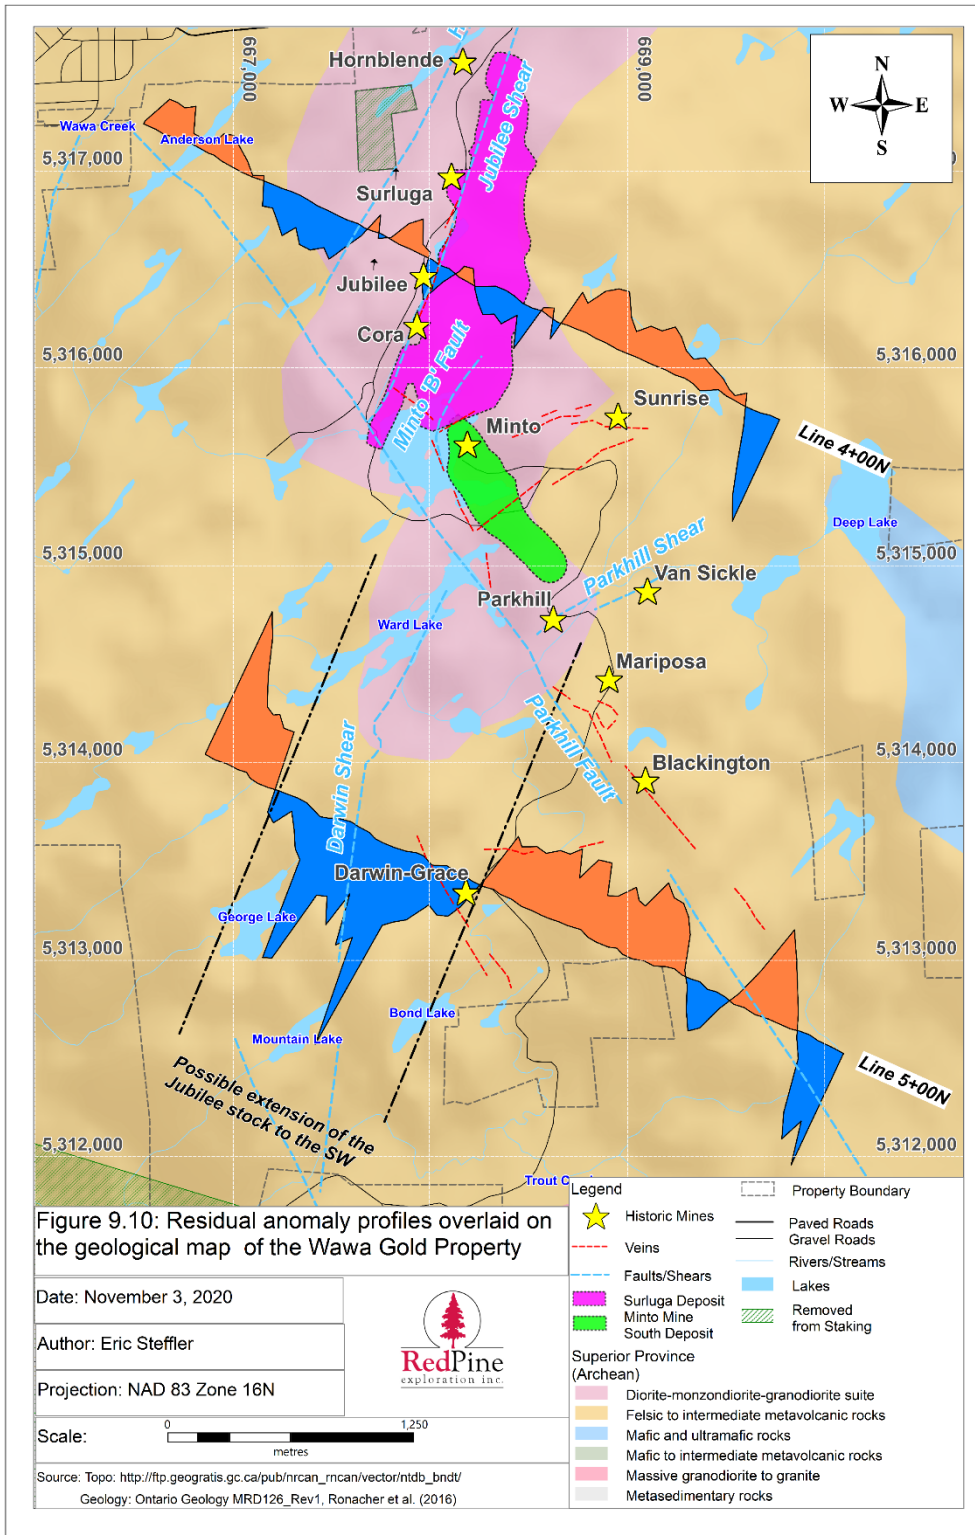 Hornblende
667,000
669,000
N
W
E
S
Jubilee Shear
Wawa Creek
Anderson Lake
5,317,000
Surluga
Jubilee
Cora
Minto 'B' Fault
5,316,000
5,316,000
Sunrise
Minto
Line 4+00N
Deep Lake
5,315,000
5,315,000
Parkhill Shear
Van Sickle
Parkhill
Ward Lake
Mariposa
Parkhill Fault
5,314,000
5,314,000
Blackington
Darwin Shear
Darwin-Grace
George Lake
5,313,000
5,313,000
Bond Lake
Mountain Lake
Line 5+00N
Possible extension of the
Jubilee stock to the SW
5,312,000
5,312,000
Trout
Figure 9.10: Residual anomaly profiles overlaid on
the geological map of the Wawa Gold Property
Date: November 3, 2020
Author: Eric Steffler
Projection: NAD 83 Zone 16N
RedPine
exploration inc.
Scale:
0
1,250
metres
Source: Topo: http://ftp.geogratis.gc.ca/pub/nrcan_rncan/vector/ntdb_bndt/
Geology: Ontario Geology MRD126_Rev1, Ronacher et al. (2016)
Legend
Historic Mines
Veins
Faults/Shears
Surluga Deposit
Minto Mine
South Deposit
Property Boundary
Paved Roads
Gravel Roads
Rivers/Streams
Lakes
Removed
from Staking
Superior Province
(Archean)
Diorite-monzondiorite-granodiorite suite
Felsic to intermediate metavolcanic rocks
Mafic and ultramafic rocks
Mafic to intermediate metavolcanic rocks
Massive granodiorite to granite
Metasedimentary rocks